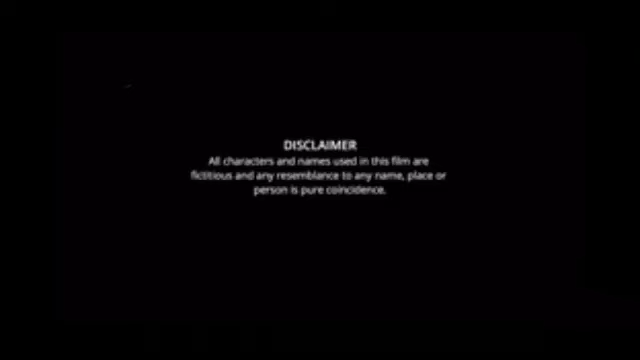 DISCLAIMER
All characters and names used in this film are
fictitious and any resemblance to any name, place or
person is pure coincidence.